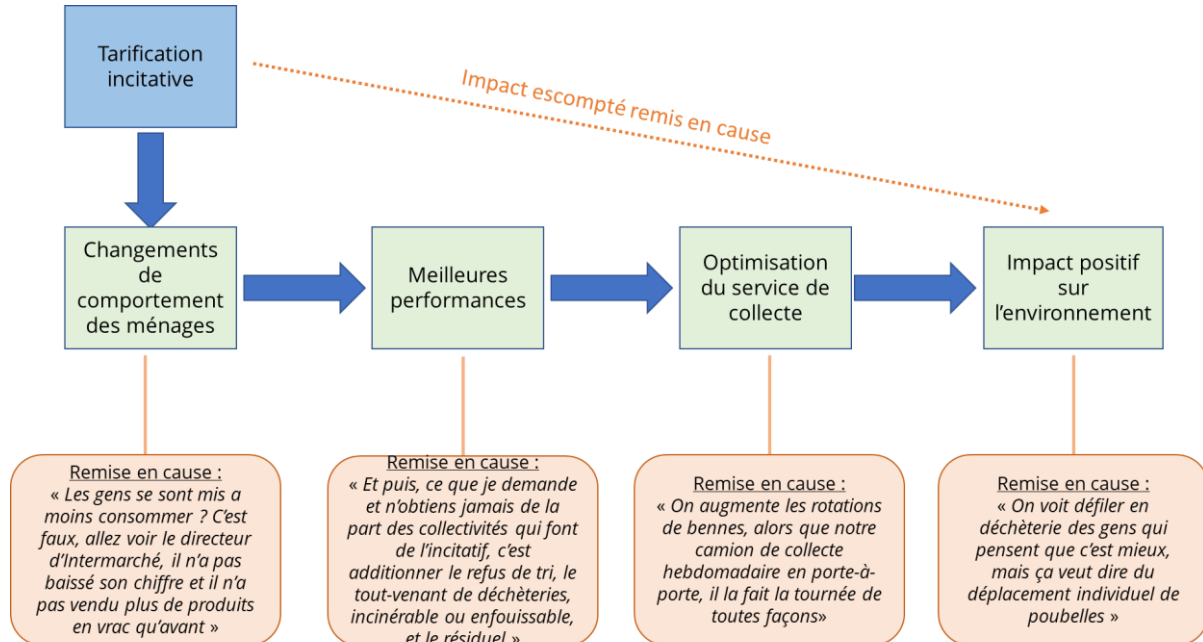 Tarification
incitative
Impact escompté remis en cause
Changements
de
comportement
des ménages
Meilleures
performances
Optimisation
du service de
collecte
Impact positif
sur
l'environnement
Remise en cause :
« Les gens se sont mis a
moins consommer ? C'est
faux, allez voir le directeur
d'Intermarché, il n'a pas
baissé son chiffre et il n'a
pas vendu plus de produits
en vrac qu'avant »
Remise en cause :
« Et puis, ce que je demande
et n'obtiens jamais de la
part des collectivités qui font
de l'incitatif, c'est
additionner le refus de tri, le
tout-venant de déchèteries,
incinérable ou enfouissable,
et le résiduel »
Remise en cause :
« On augmente les rotations
de bennes, alors que notre
camion de collecte
hebdomadaire en porte-à-
porte, il la fait la tournée de
toutes façons»
Remise en cause :
« On voit défiler en
déchèterie des gens qui
pensent que c'est mieux,
mais ça veut dire du
déplacement individuel de
poubelles »